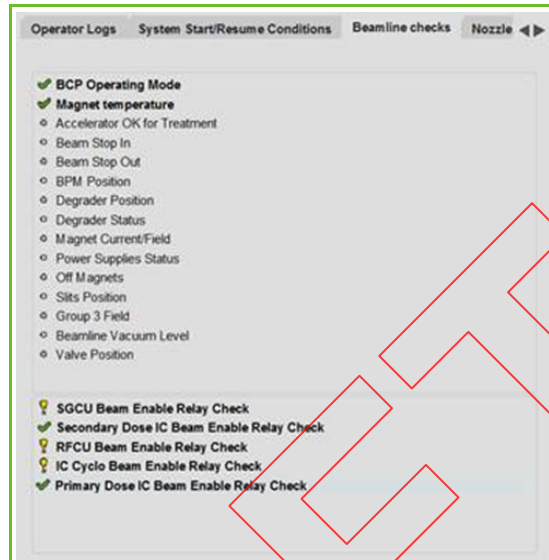 Operator Logs System Start/Resume Conditions Beamline checks Nozzle
BCP Operating Mode
Magnet temperature
Accelerator OK for Treatment
Beam Stop In
Beam Stop Out
BPM Position
Degrader Position
Degrader Status
Magnet Current/Field
Power Supplies Status
Off Magnets
Slits Position
Group 3 Field
Beamline Vacuum Level
Valve Position
SGCU Beam Enable Relay Check
Secondary Dose IC Beam Enable Relay Check
RFCU Beam Enable Relay Check
IC Cyclo Beam Enable Relay Check
Primary Dose IC Beam Enable Relay Check